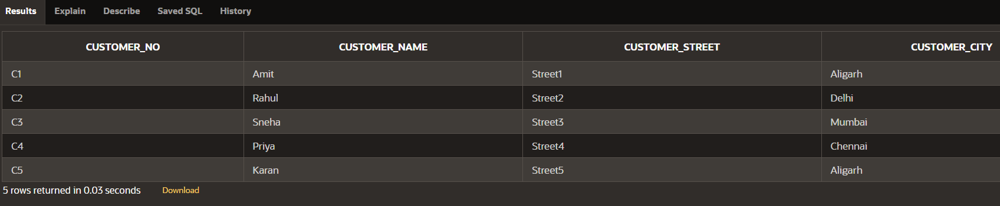 Results Explain Describe Saved SQL History
CUSTOMER_NO CUSTOMER_NAME CUSTOMER_STREET CUSTOMER_CITY
C1 Amit Street1 Aligarh
C2 Rahul Street2 Delhi
C3 Sneha Street3 Mumbai
C4 Priya Street4 Chennai
C5 Karan Street5 Aligarh
5 rows returned in 0.03 seconds Download